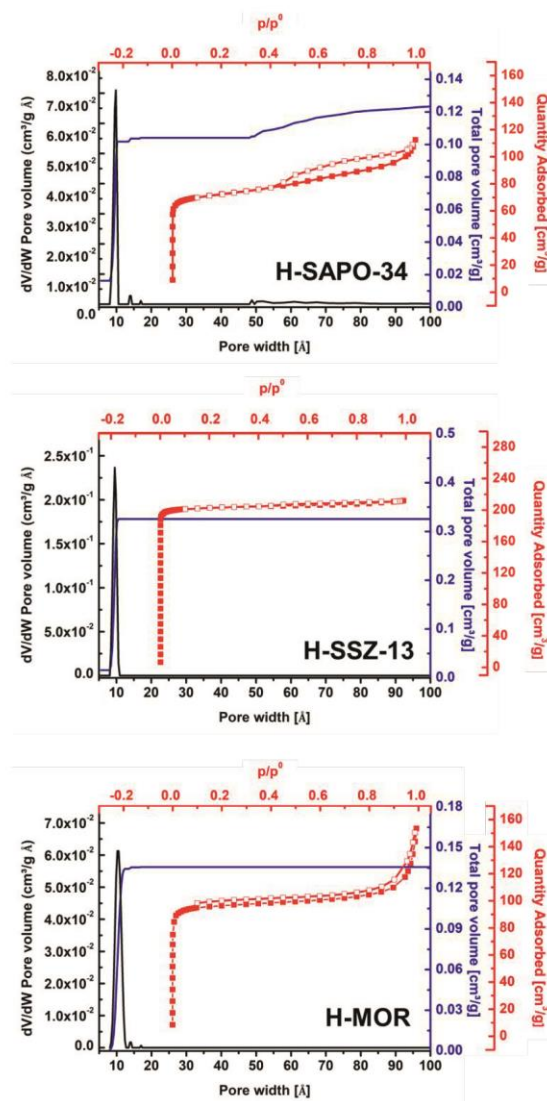 p/p⁰
-0.2 0.0 0.2 0.4 0.6 0.8 1.0
dV/dW Pore volume (cm³/g Å)
8.0x10⁻²
7.0x10⁻²
6.0x10⁻²
5.0x10⁻²
4.0x10⁻²
3.0x10⁻²
2.0x10⁻²
1.0x10⁻²
0.0
Total pore volume [cm³/g]
0.14
0.12
0.10
0.08
0.06
0.04
0.02
0.00
Quantity Adsorbed [cm³/g]
160
140
120
100
80
60
40
20
0
H-SAPO-34
10 20 30 40 50 60 70 80 90 100
Pore width [Å]
p/p⁰
-0.2 0.0 0.2 0.4 0.6 0.8 1.0
dV/dW Pore volume (cm³/g Å)
2.5x10⁻¹
2.0x10⁻¹
1.5x10⁻¹
1.0x10⁻¹
5.0x10⁻²
0.0
Total pore volume [cm³/g]
0.5
0.4
0.3
0.2
0.1
0.0
Quantity Adsorbed [cm³/g]
280
240
200
160
120
80
40
0
H-SSZ-13
10 20 30 40 50 60 70 80 90 100
Pore width [Å]
p/p⁰
-0.2 0.0 0.2 0.4 0.6 0.8 1.0
dV/dW Pore volume (cm³/g Å)
7.0x10⁻²
6.0x10⁻²
5.0x10⁻²
4.0x10⁻²
3.0x10⁻²
2.0x10⁻²
1.0x10⁻²
0.0
Total pore volume [cm³/g]
0.18
0.15
0.12
0.09
0.06
0.03
0.00
Quantity Adsorbed [cm³/g]
160
140
120
100
80
60
40
20
0
H-MOR
10 20 30 40 50 60 70 80 90 100
Pore width [Å]